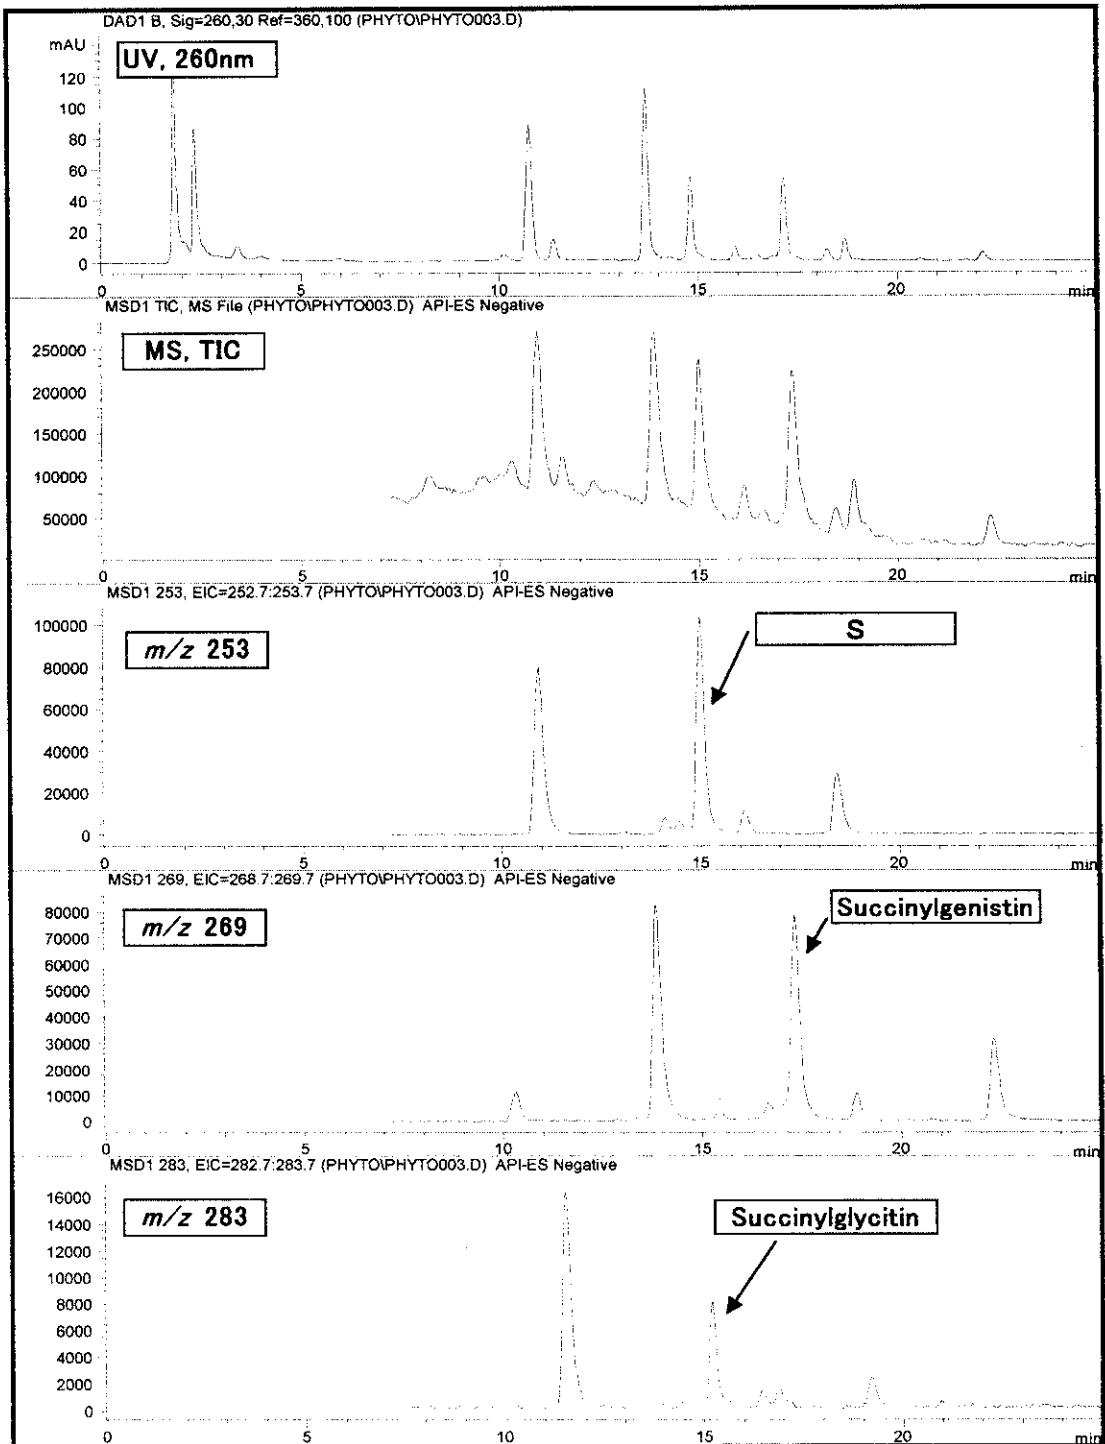 DAD1 B, Sig=260,30 Ref=360,100 (PHYTO\PHYTO003.D)
mAU
UV, 260nm
120
100
80
60
40
20
0
0 5 10 15 20 min
MSD1 TIC, MS File (PHYTO\PHYTO003.D) API-ES Negative
MS, TIC
250000
200000
150000
100000
50000
0 5 10 15 20 min
MSD1 253, EIC=252.7:253.7 (PHYTO\PHYTO003.D) API-ES Negative
100000
m/z 253
S
80000
60000
40000
20000
0
0 5 10 15 20 min
MSD1 269, EIC=268.7:269.7 (PHYTO\PHYTO003.D) API-ES Negative
80000
m/z 269
Succinylgenistin
70000
60000
50000
40000
30000
20000
10000
0
0 5 10 15 20 min
MSD1 283, EIC=282.7:283.7 (PHYTO\PHYTO003.D) API-ES Negative
16000
m/z 283
Succinylglycitin
14000
12000
10000
8000
6000
4000
2000
0
0 5 10 15 20 min